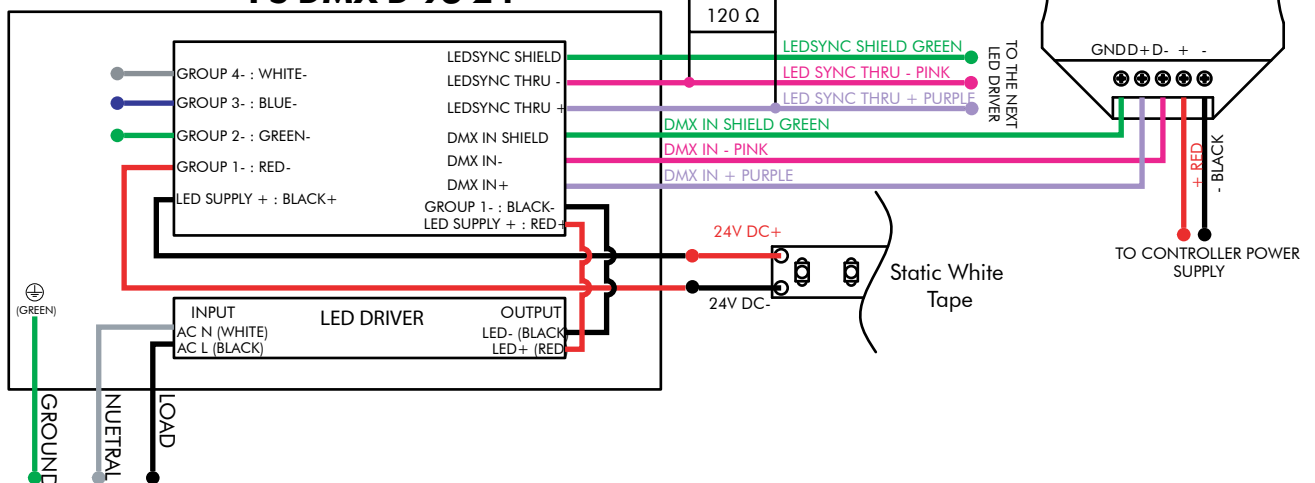 120 Ω
GND D+ D- + -
LEDSYNC SHIELD
LEDSYNC SHIELD GREEN
GROUP 4- : WHITE-
LEDSYNC THRU -
LED SYNC THRU - PINK
GROUP 3- : BLUE-
LEDSYNC THRU +
LED SYNC THRU + PURPLE
TO THE NEXT
LED DRIVER
GROUP 2- : GREEN-
DMX IN SHIELD
DMX IN SHIELD GREEN
GROUP 1- : RED-
DMX IN-
DMX IN - PINK
DMX IN+
DMX IN + PURPLE
+ RED
- BLACK
LED SUPPLY + : BLACK+
GROUP 1- : BLACK-
LED SUPPLY + : RED+
24V DC+
TO CONTROLLER POWER
SUPPLY
Static White
Tape
24V DC-
(GREEN)
INPUT
LED DRIVER
OUTPUT
AC N (WHITE)
LED- (BLACK
AC L (BLACK)
LED+ (RED
GROUND
NUETRAL
LOAD